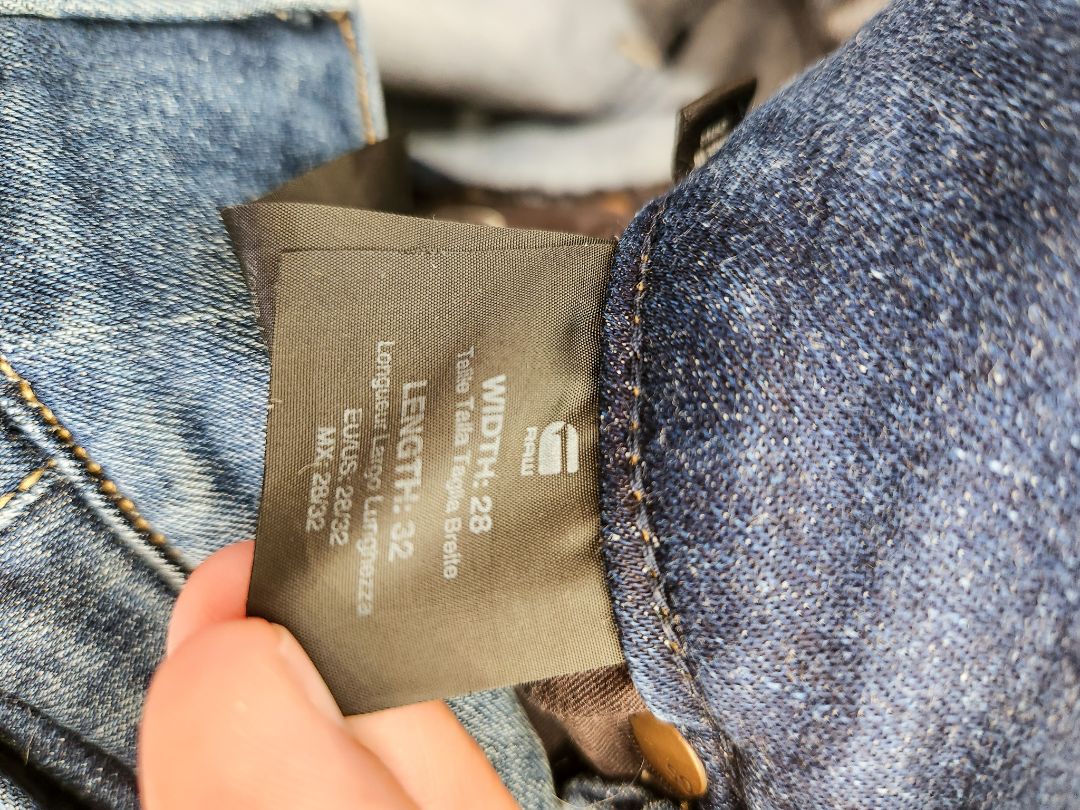 RAW
WIDTH: 28
Taille Talla Taglia Breite
LENGTH: 32
Longueur Largo Lunghezza
EU/US: 28/32
MX: 28/32